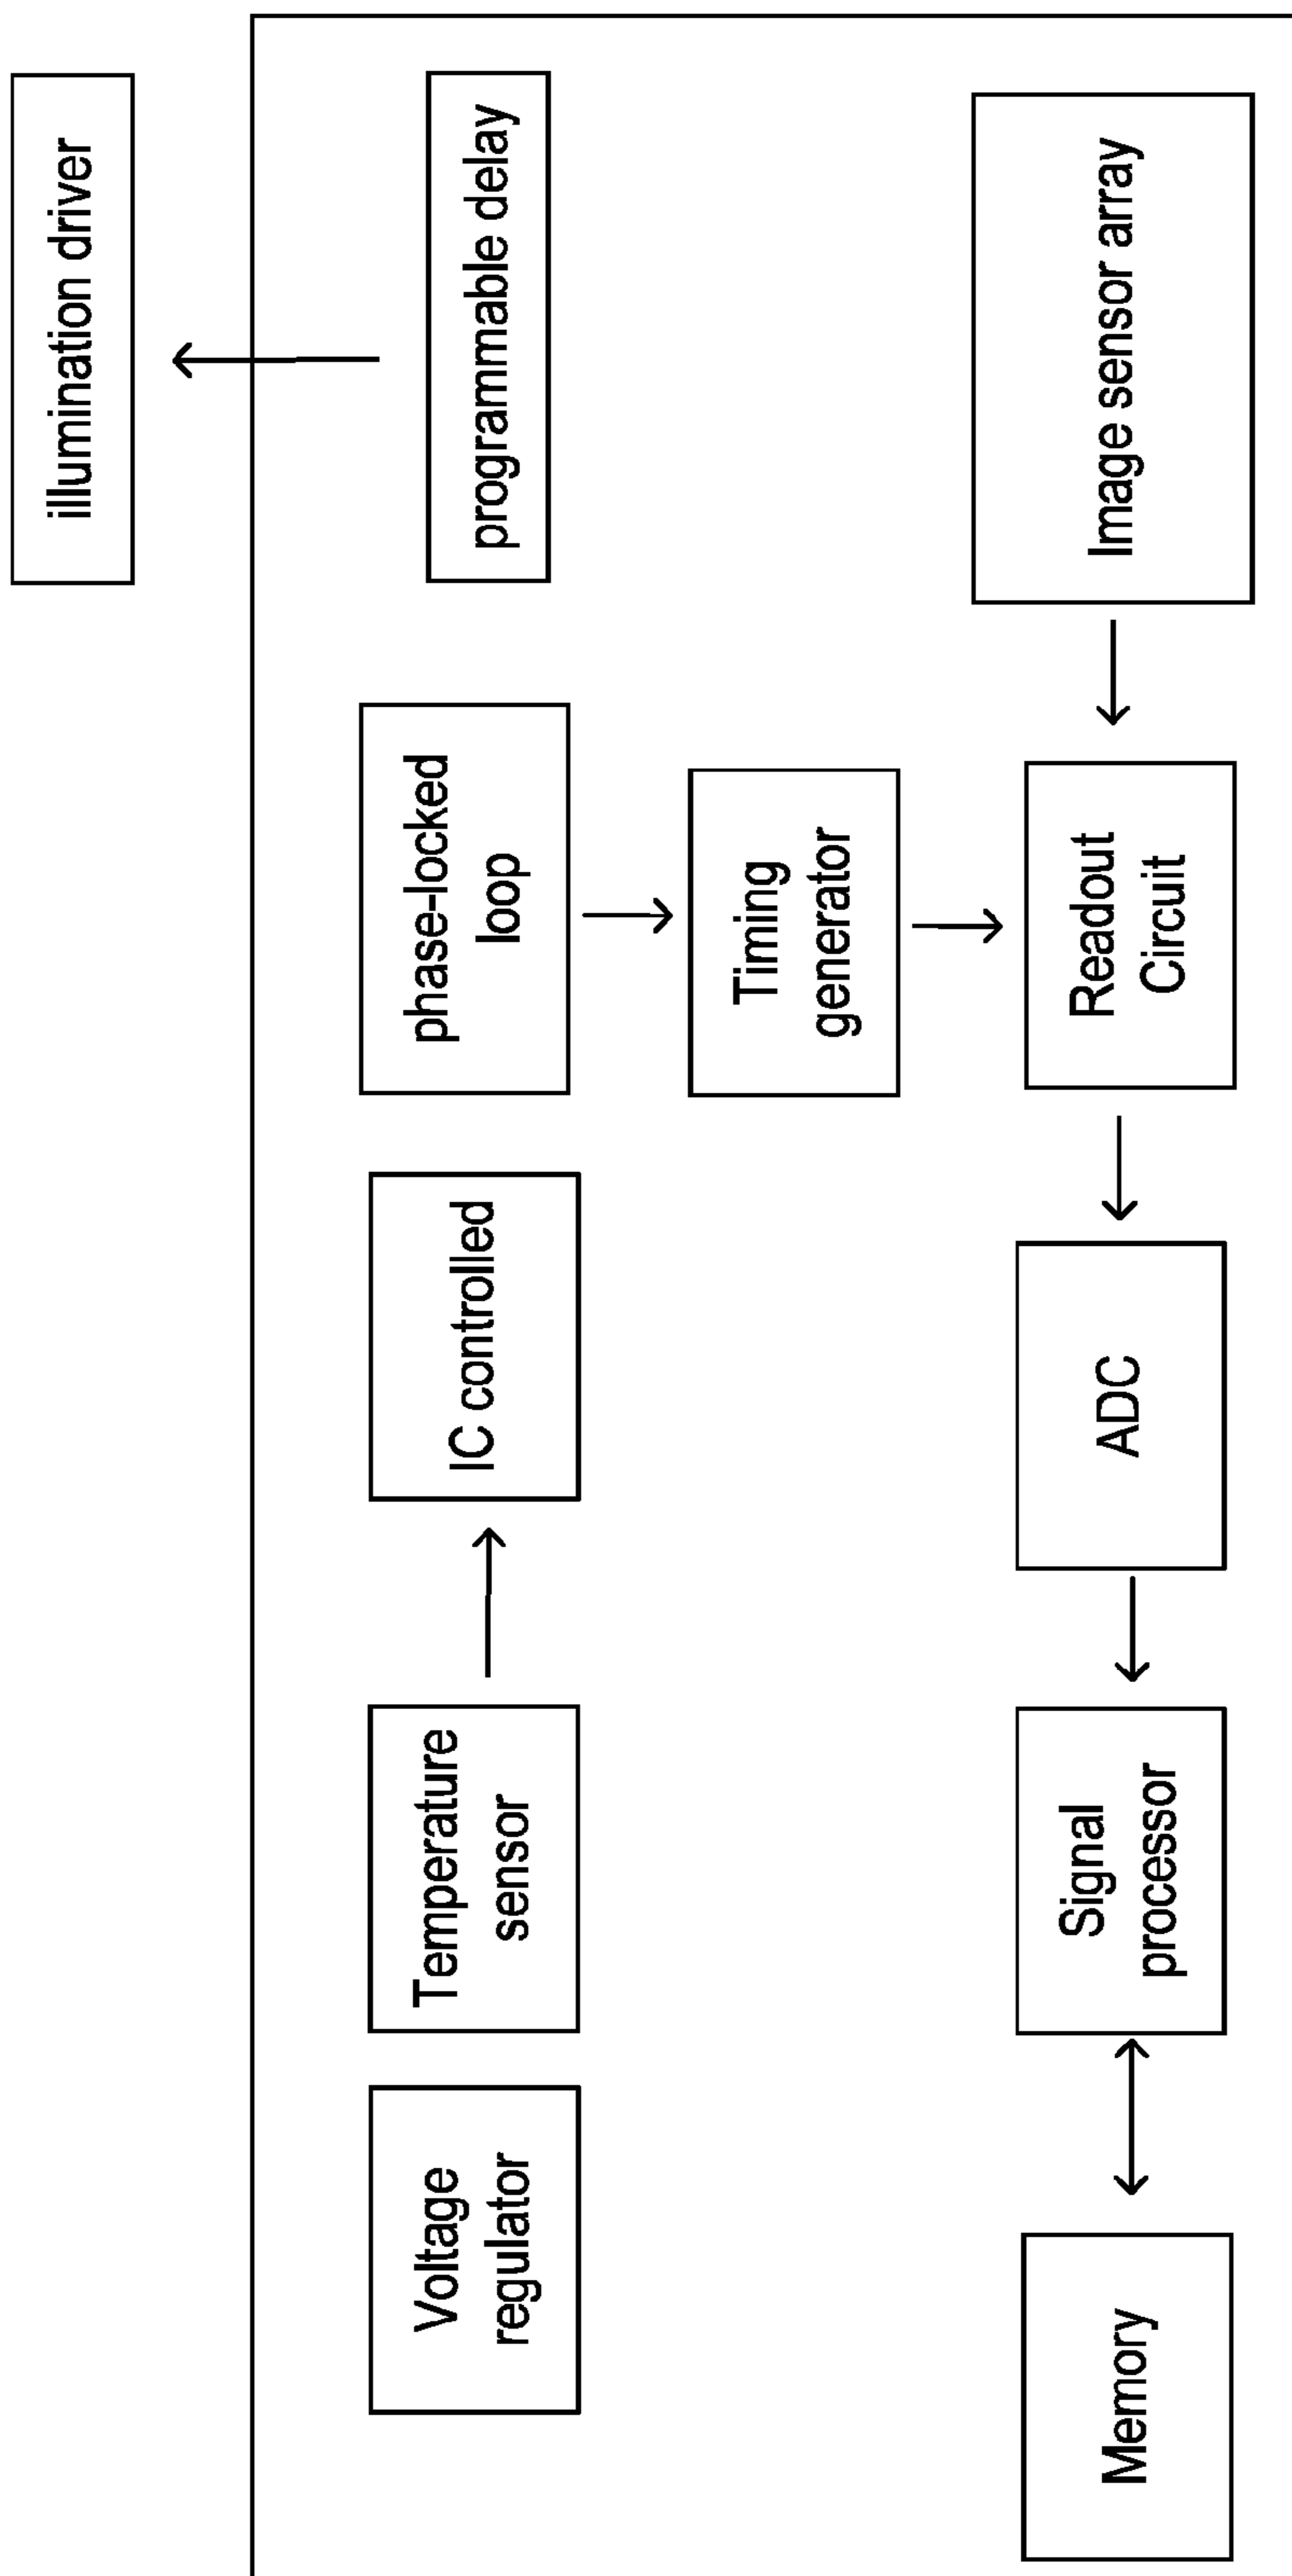 illumination driver
Voltage
regulator
Temperature
sensor
IC controlled
phase-locked
loop
programmable delay
Timing
generator
Memory
Signal
processor
ADC
Readout
Circuit
Image sensor array